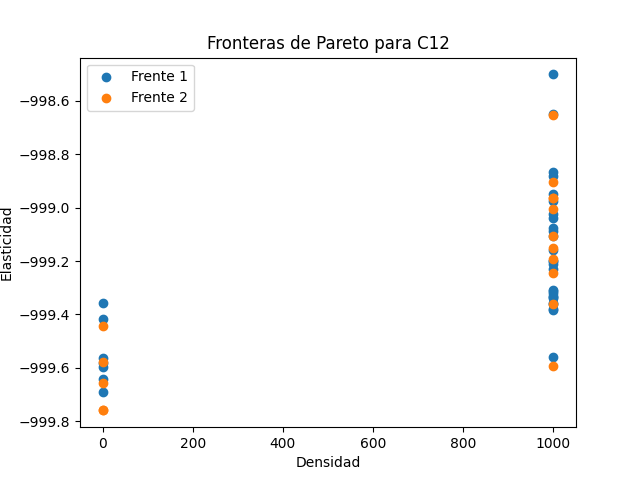 Fronteras de Pareto para C12
Frente 1
Frente 2
Elasticidad
−998.6
−998.8
−999.0
−999.2
−999.4
−999.6
−999.8
0
200
400
600
800
1000
Densidad